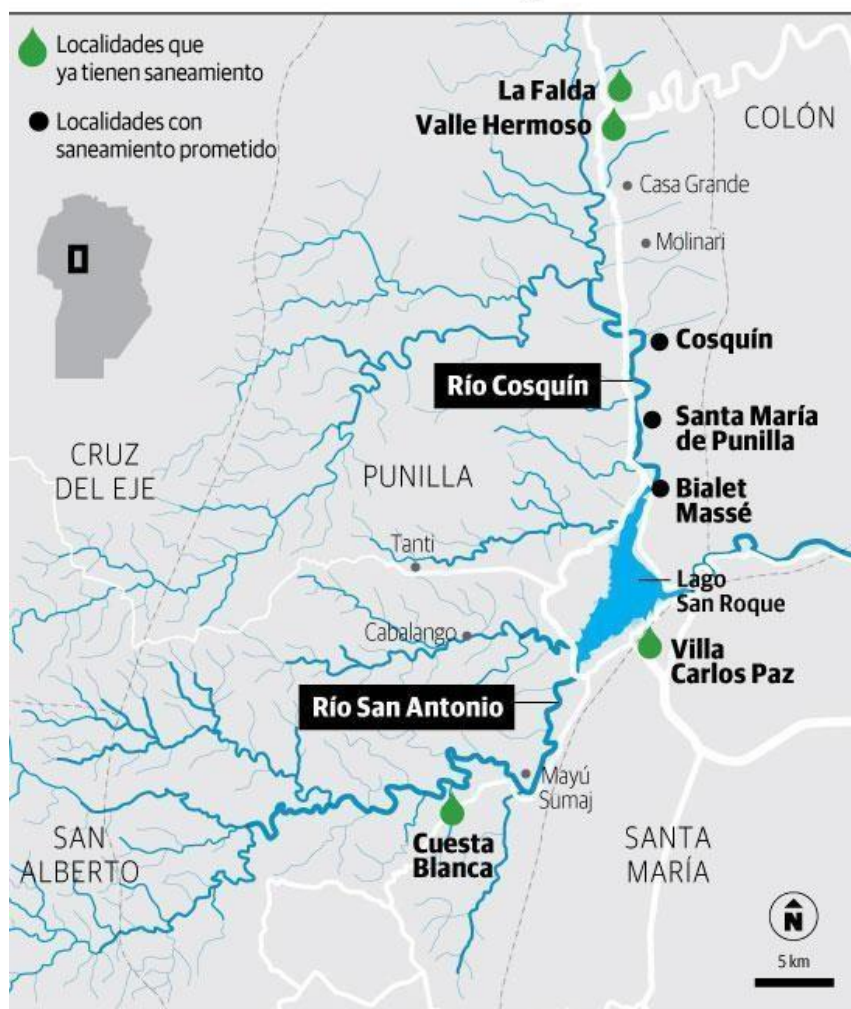 Localidades que
ya tienen saneamiento
Localidades con
saneamiento prometido
La Falda
Valle Hermoso
COLÓN
Casa Grande
Molinari
Cosquín
Río Cosquín
Santa María
de Punilla
CRUZ
DEL EJE
PUNILLA
Bialet
Massé
Tanti
Lago
San Roque
Cabalango
Villa
Carlos Paz
Río San Antonio
Mayú
Sumaj
SAN
ALBERTO
Cuesta
Blanca
SANTA
MARÍA
N
5 km